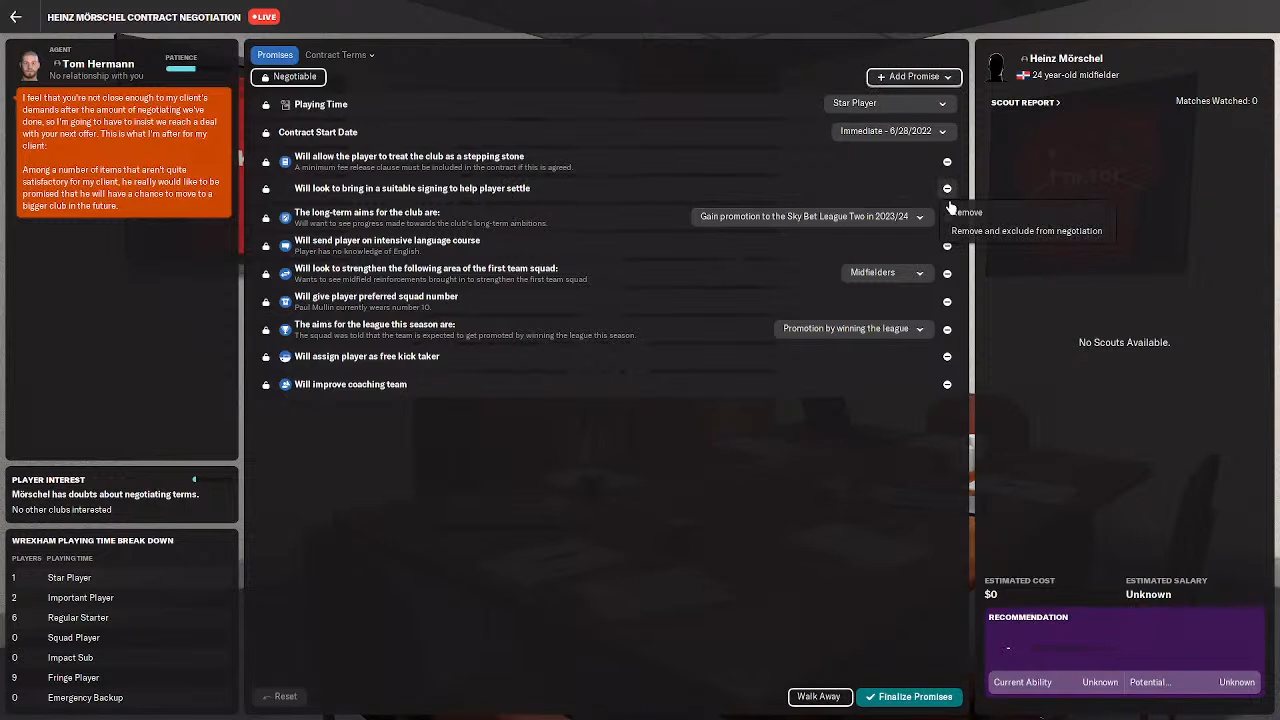 HEINZ MÖRSCHEL CONTRACT NEGOTIATION
LIVE
AGENT
Tom Hermann
No relationship with you
PATIENCE
I feel that you're not close enough to my client's
demands after the amount of negotiating we've
done, so I'm going to have to insist we reach a deal
with your next offer. This is what I'm after for my
client:
Among a number of items that aren't quite
satisfactory for my client, he really would like to be
promised that he will have a chance to move to a
bigger club in the future.
PLAYER INTEREST
Mörschel has doubts about negotiating terms.
No other clubs interested
WREXHAM PLAYING TIME BREAK DOWN
PLAYERS PLAYING TIME
1 Star Player
2 Important Player
6 Regular Starter
0 Squad Player
0 Impact Sub
9 Fringe Player
0 Emergency Backup
Promises Contract Terms
Negotiable
+ Add Promise
Playing Time
Star Player
Contract Start Date
Immediate - 6/28/2022
Will allow the player to treat the club as a stepping stone
A minimum fee release clause must be included in the contract if this is agreed.
Will look to bring in a suitable signing to help player settle
The long-term aims for the club are:
Will want to see progress made towards the club's long-term ambitions.
Gain promotion to the Sky Bet League Two in 2023/24
Will send player on intensive language course
Player has no knowledge of English.
Will look to strengthen the following area of the first team squad:
Wants to see midfield reinforcements brought in to strengthen the first team squad
Midfielders
Will give player preferred squad number
Paul Mullin currently wears number 10.
The aims for the league this season are:
The squad was told that the team is expected to get promoted by winning the league this season.
Promotion by winning the league
Will assign player as free kick taker
Will improve coaching team
Remove and exclude from negotiation
Reset
Walk Away
Finalize Promises
Heinz Mörschel
24 year-old midfielder
SCOUT REPORT >
Matches Watched: 0
No Scouts Available.
ESTIMATED COST
$0
ESTIMATED SALARY
Unknown
RECOMMENDATION
-
Current Ability Unknown
Potential... Unknown